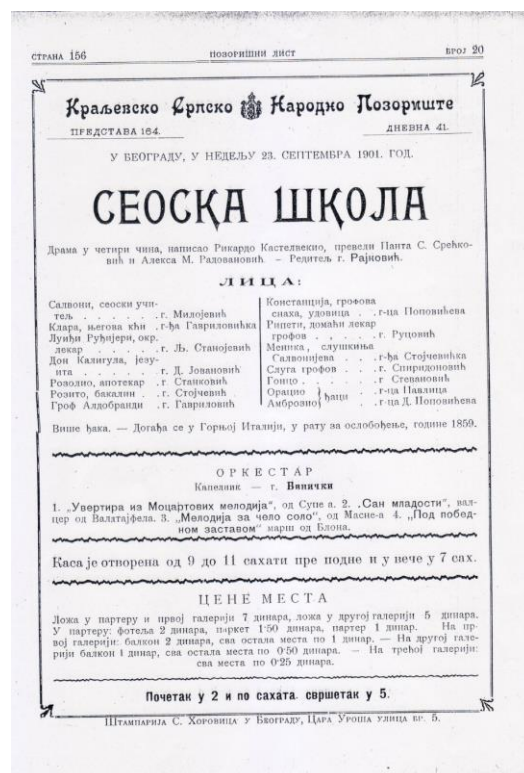 СТРАНА 156 ПОЗОРИШНИ ЛИСТ БРОЈ 20
Краљевско Српско Народно Позориште
ПРЕДСТАВА 164. ДНЕВНА 41.
У БЕОГРАДУ, У НЕДЕЉУ 23. СЕПТЕМБРА 1901. ГОД.
СЕОСКА ШКОЛА
Драма у четири чина, написао Рикардо Кастелвекио, превели Панта С. Срећко-
вић и Алекса М. Радовановић. – Редитељ г. Рајковић.
ЛИЦА:
Салвони, сеоски учи-
тељ . . . . . . г. Милојевић
Клара, његова кћи . г-ђа Гавриловићка
Луиђи Руђијери, окр.
лекар . . . . . г. Љ. Станојевић
Дон Калигула, језу-
ита . . . . . . г. Д. Јовановић
Розолио, апотекар . г Станковић
Розито, бакалин . . г. Стојчевић
Гроф Алдобранди . г. Гавриловић
Констанција, грофова
снаха, удовица . . г-ца Поповићева
Рипети, домаћи лекар
грофов . . . . . г. Руцовић
Меника, слушкиња
Салвонијева . . . г-ђа Стојчевићка
Слуга грофов . . . г. Спиридоновић
Гонцо . . . . . . г Степановић
Орацио } ђаци . . г-ца Павлица
Амброзио } . . г-ца Д. Поповићева
Више ђака. — Догађа се у Горњој Италији, у рату за ослобођење, године 1859.
ОРКЕСТАР
Капелник — г. Винички
1. „Увертира из Моцартових мелодија“, од Супе а. 2. „Сан младости“, вал-
цер од Валтајфела. 3. „Мелодија за чело соло“, од Масне-а 4. „Под побед-
ном заставом“ марш од Блона.
Каса је отворена од 9 до 11 сахати пре подне и у вече у 7 сах.
ЦЕНЕ МЕСТА
Ложа у партеру и првој галерији 7 динара, ложа у другој галерији 5 динара.
У партеру: фотеља 2 динара, паркет 1·50 динара, партер 1 динар. На пр-
вој галерији: балкон 2 динара, сва остала места по 1 динар. — На другој гале-
рији балкон 1 динар, сва остала места по 0·50 динара. — На трећој галерији:
сва места по 0·25 динара.
Почетак у 2 и по сахата. свршетак у 5.
Штампарија С. Хоровица у Београду, Цара Уроша улица бр. 5.